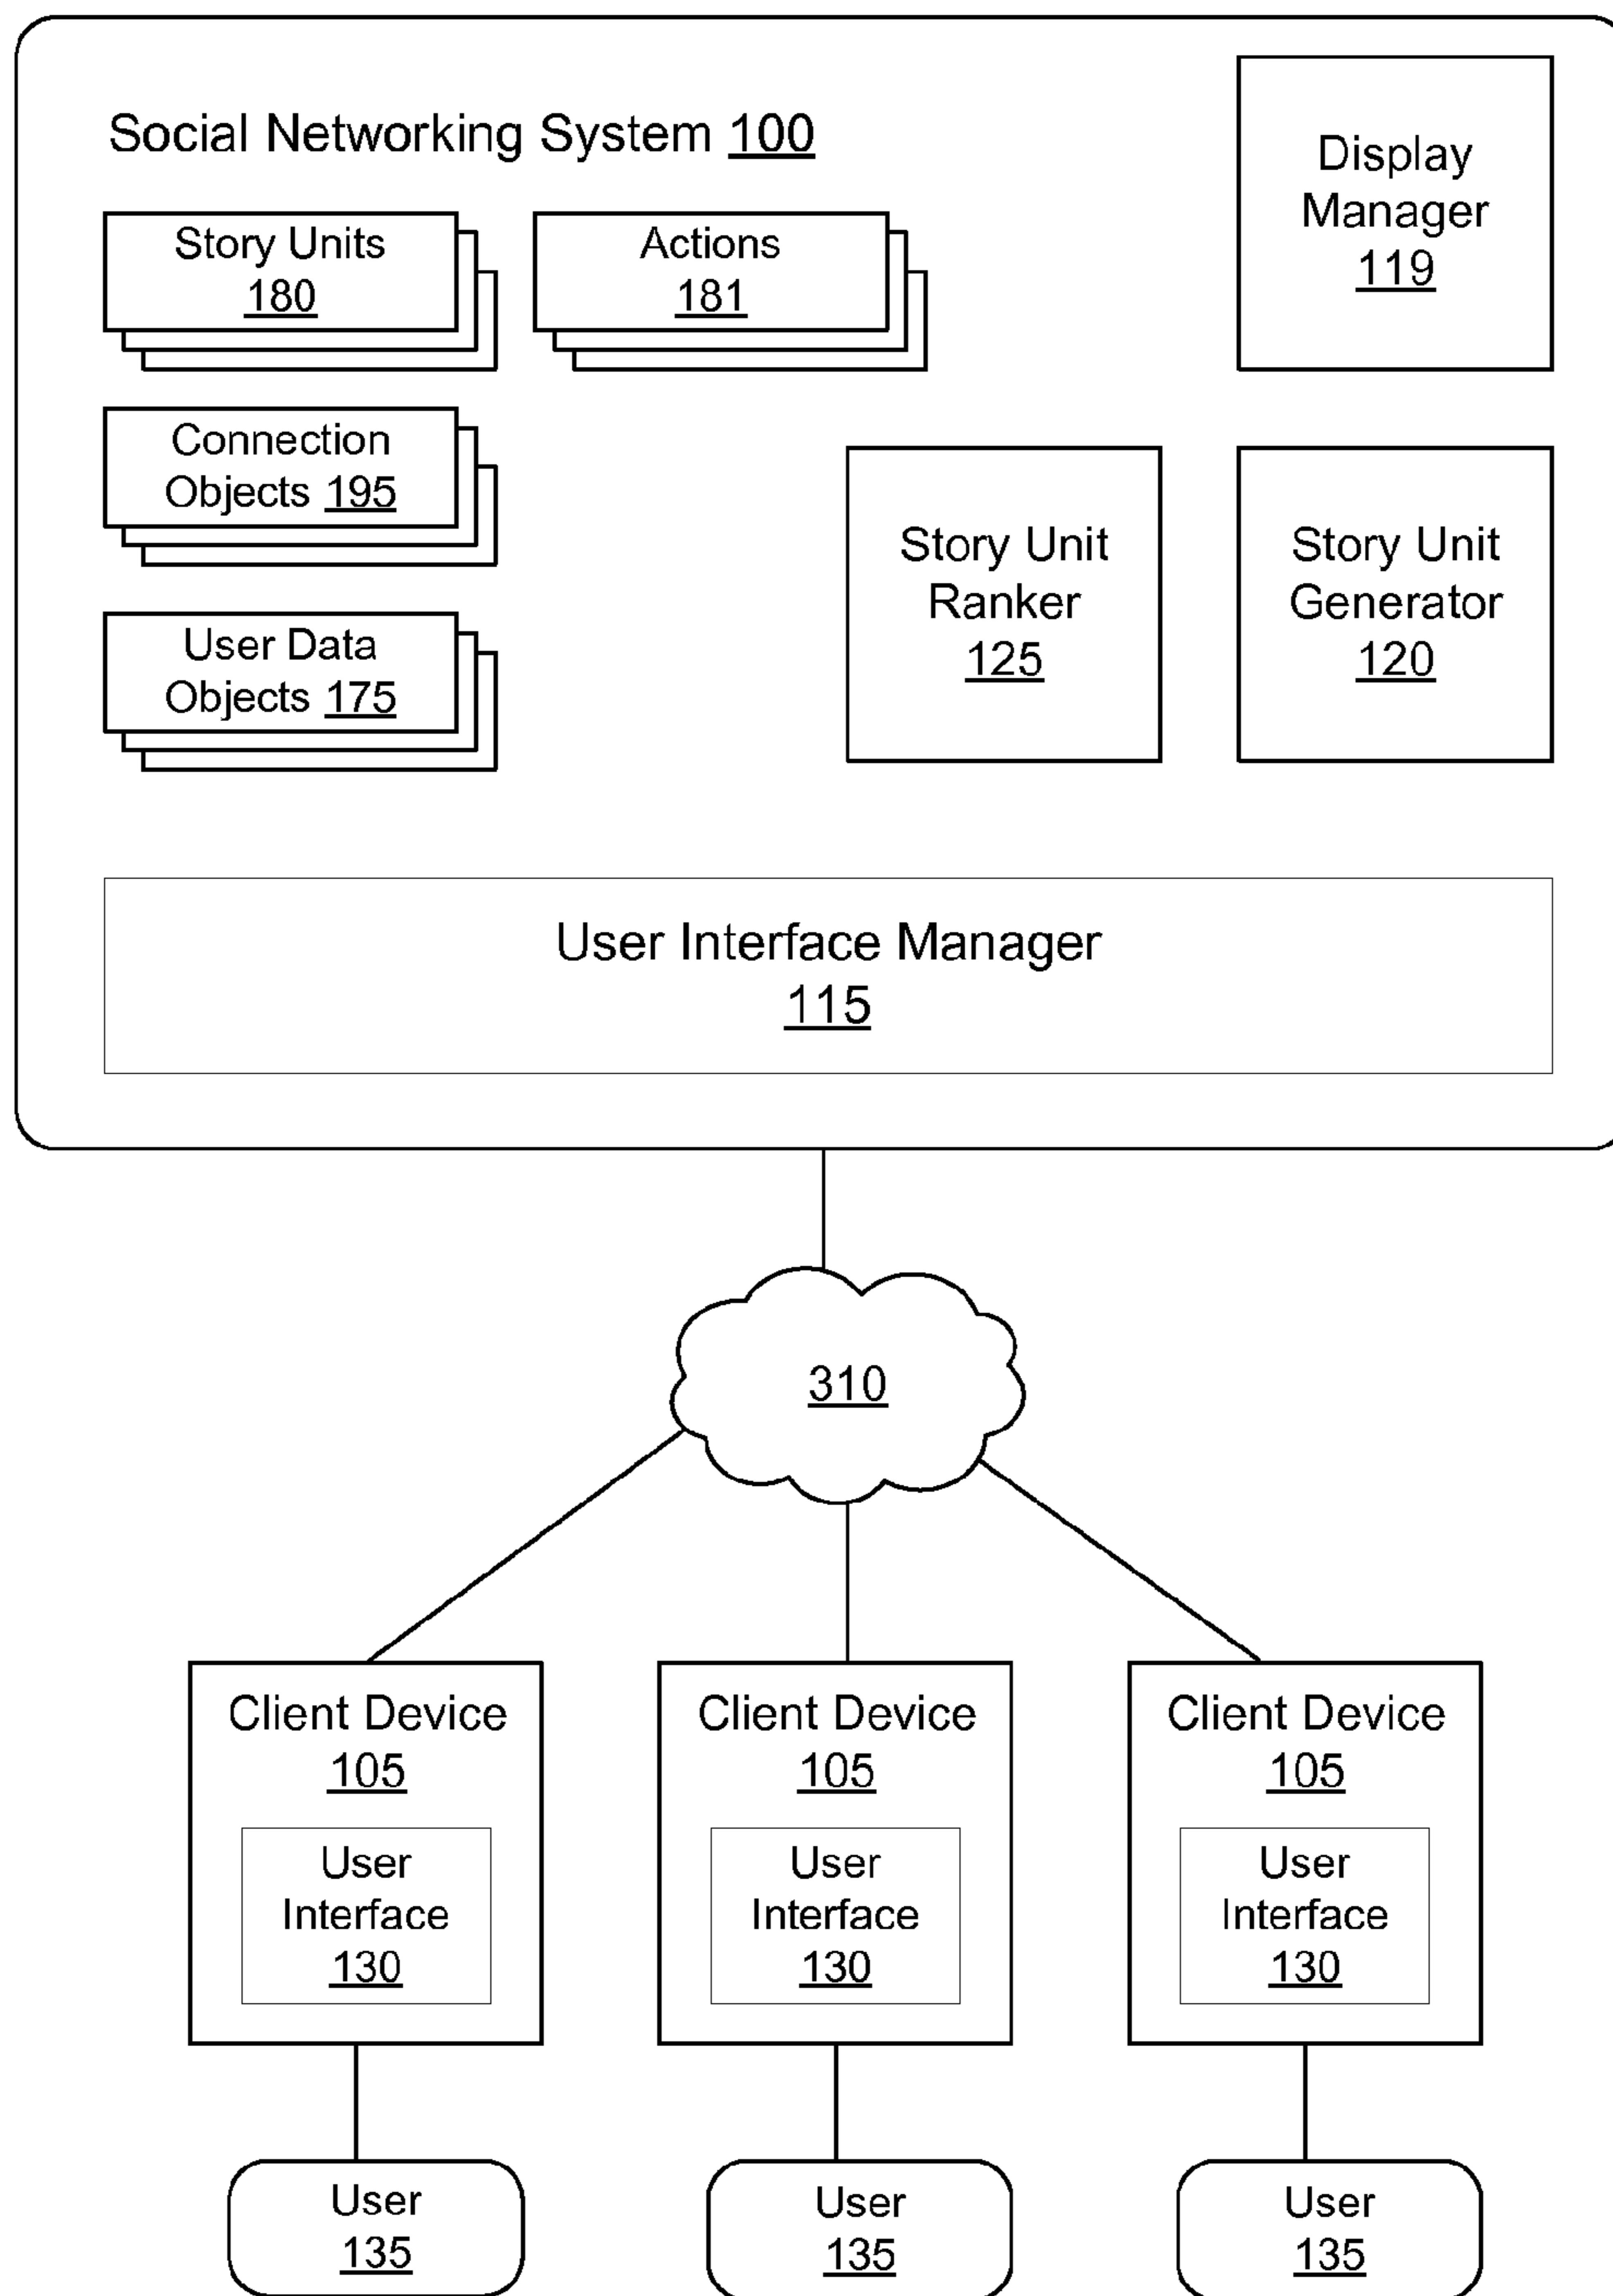 Social Networking System 100
Display
Manager
119
Story Units
180
Actions
181
Connection
Objects 195
Story Unit
Ranker
125
Story Unit
Generator
120
User Data
Objects 175
User Interface Manager
115
310
Client Device
105
User
Interface
130
Client Device
105
User
Interface
130
Client Device
105
User
Interface
130
User
135
User
135
User
135